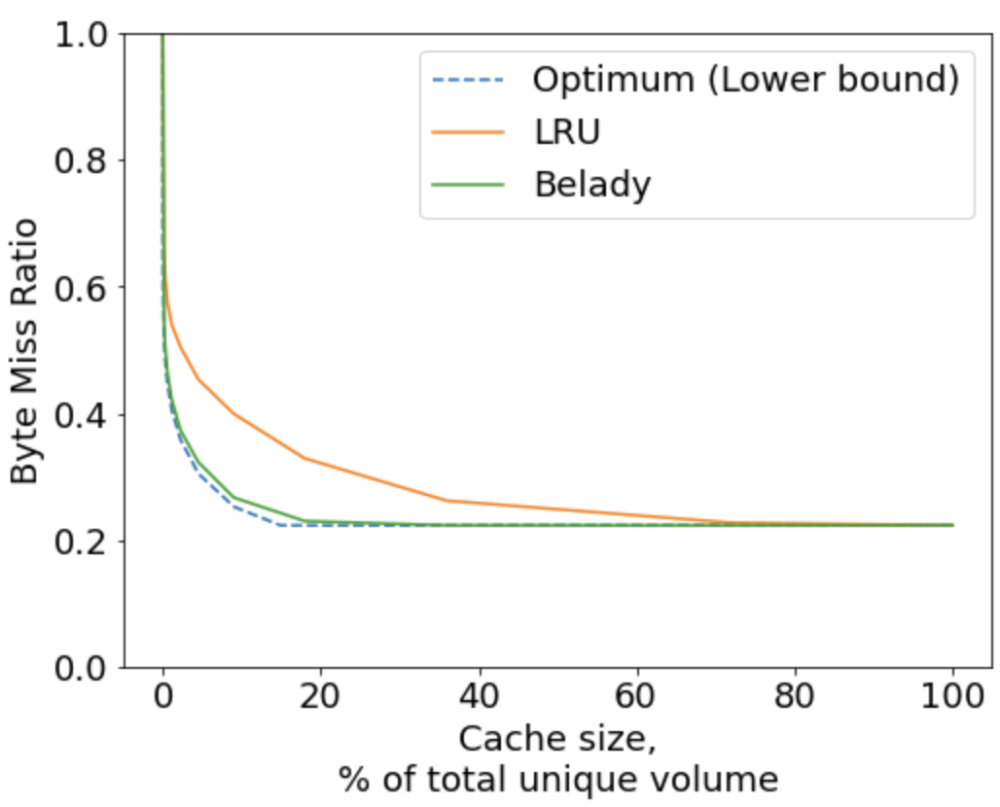 1.0
0.8
0.6
0.4
0.2
0.0
Byte Miss Ratio
Optimum (Lower bound)
LRU
Belady
0 20 40 60 80 100
Cache size,
% of total unique volume